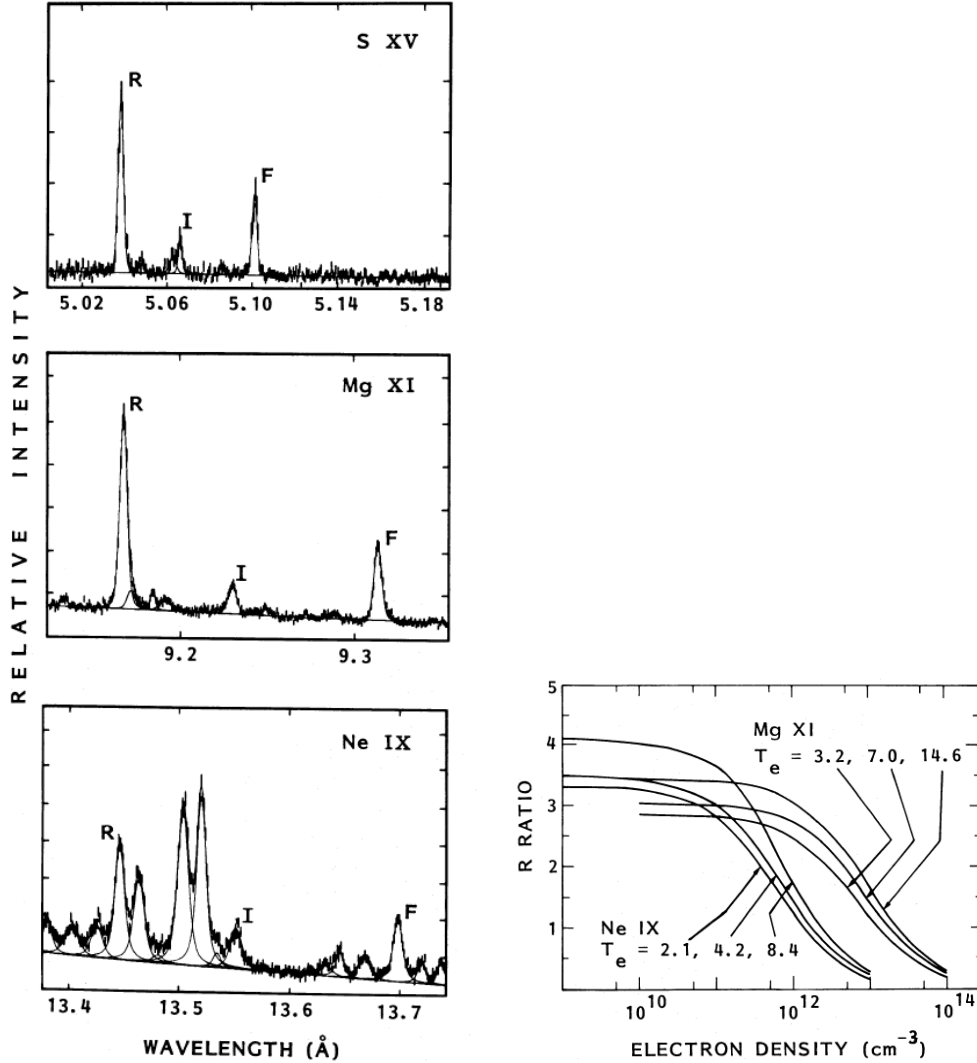 S XV
R
I
F
5.02 5.06 5.10 5.14 5.18
Mg XI
R
I
F
9.2 9.3
Ne IX
R
I
F
13.4 13.5 13.6 13.7
RELATIVE INTENSITY
WAVELENGTH (Å)
5
4
3
2
1
R RATIO
Mg XI
T_e = 3.2, 7.0, 14.6
Ne IX
T_e = 2.1, 4.2, 8.4
10^10 10^12 10^14
ELECTRON DENSITY (cm^-3)